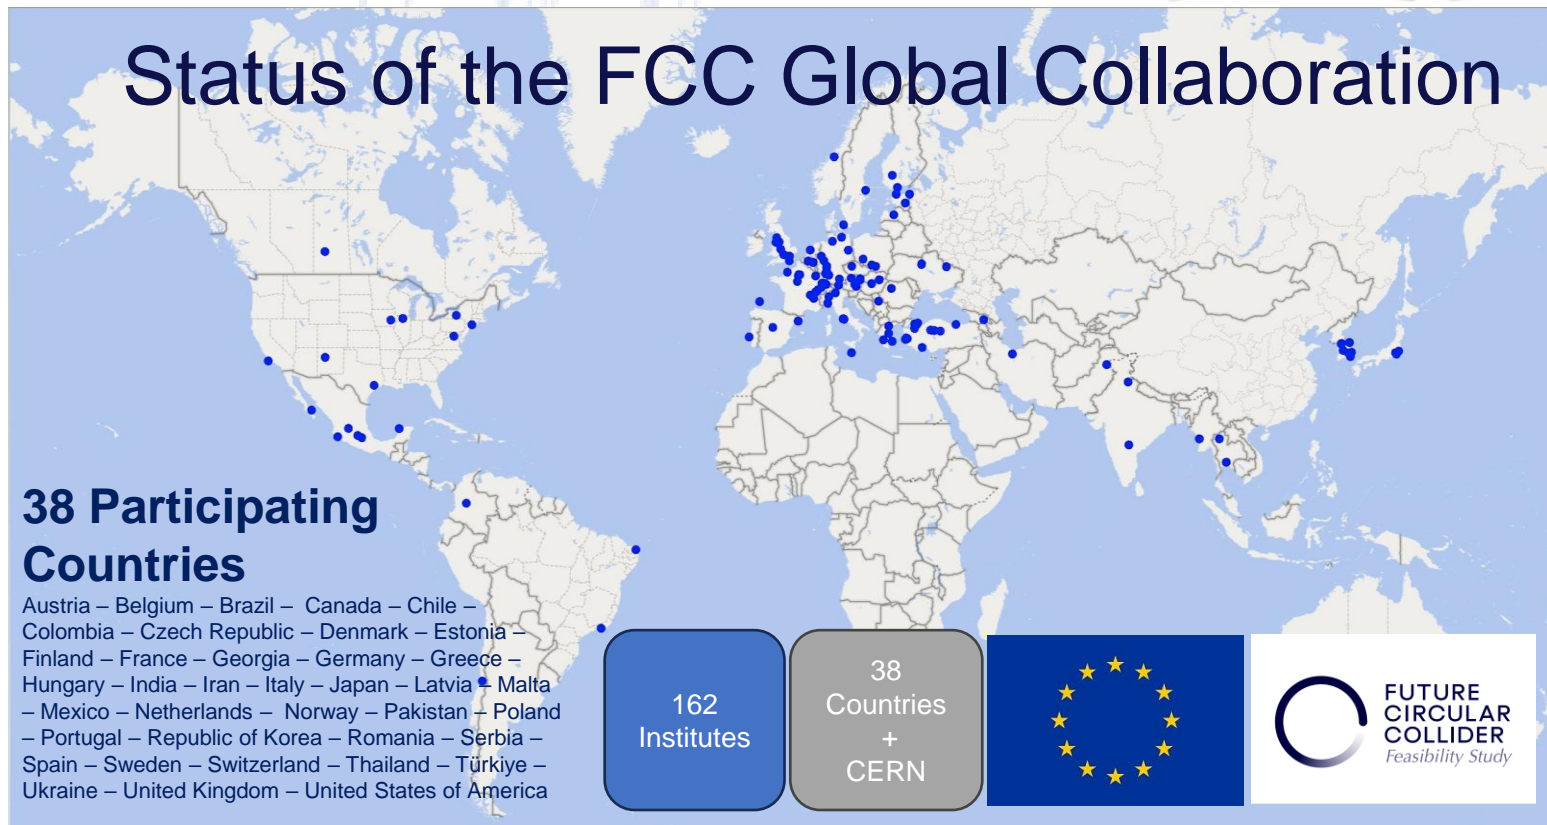 Status of the FCC Global Collaboration
38 Participating
Countries
Austria – Belgium – Brazil – Canada – Chile –
Colombia – Czech Republic – Denmark – Estonia –
Finland – France – Georgia – Germany – Greece –
Hungary – India – Iran – Italy – Japan – Latvia – Malta
– Mexico – Netherlands – Norway – Pakistan – Poland
– Portugal – Republic of Korea – Romania – Serbia –
Spain – Sweden – Switzerland – Thailand – Türkiye –
Ukraine – United Kingdom – United States of America
162
Institutes
38
Countries
+
CERN
FUTURE
CIRCULAR
COLLIDER
Feasibility Study